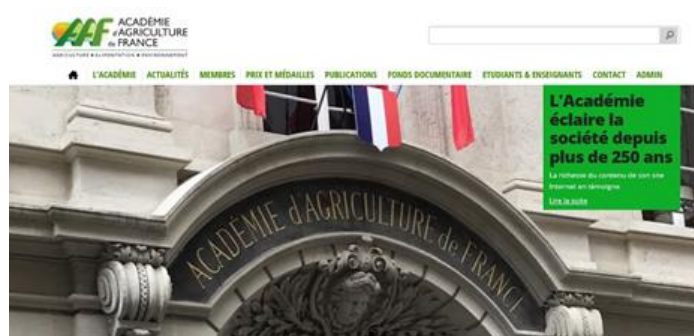 ACADÉMIE
d'AGRICULTURE
de FRANCE
AGRICULTURE • ALIMENTATION • ENVIRONNEMENT
L'ACADÉMIE ACTUALITÉS MEMBRES PRIX ET MÉDAILLES PUBLICATIONS FONDS DOCUMENTAIRE ETUDIANTS & ENSEIGNANTS CONTACT ADMIN
L'Académie
éclaire la
société depuis
plus de 250 ans
La richesse du contenu de son site
Internet en témoigne
Lire la suite
ACADÉMIE d'AGRICULTURE de FRANCE